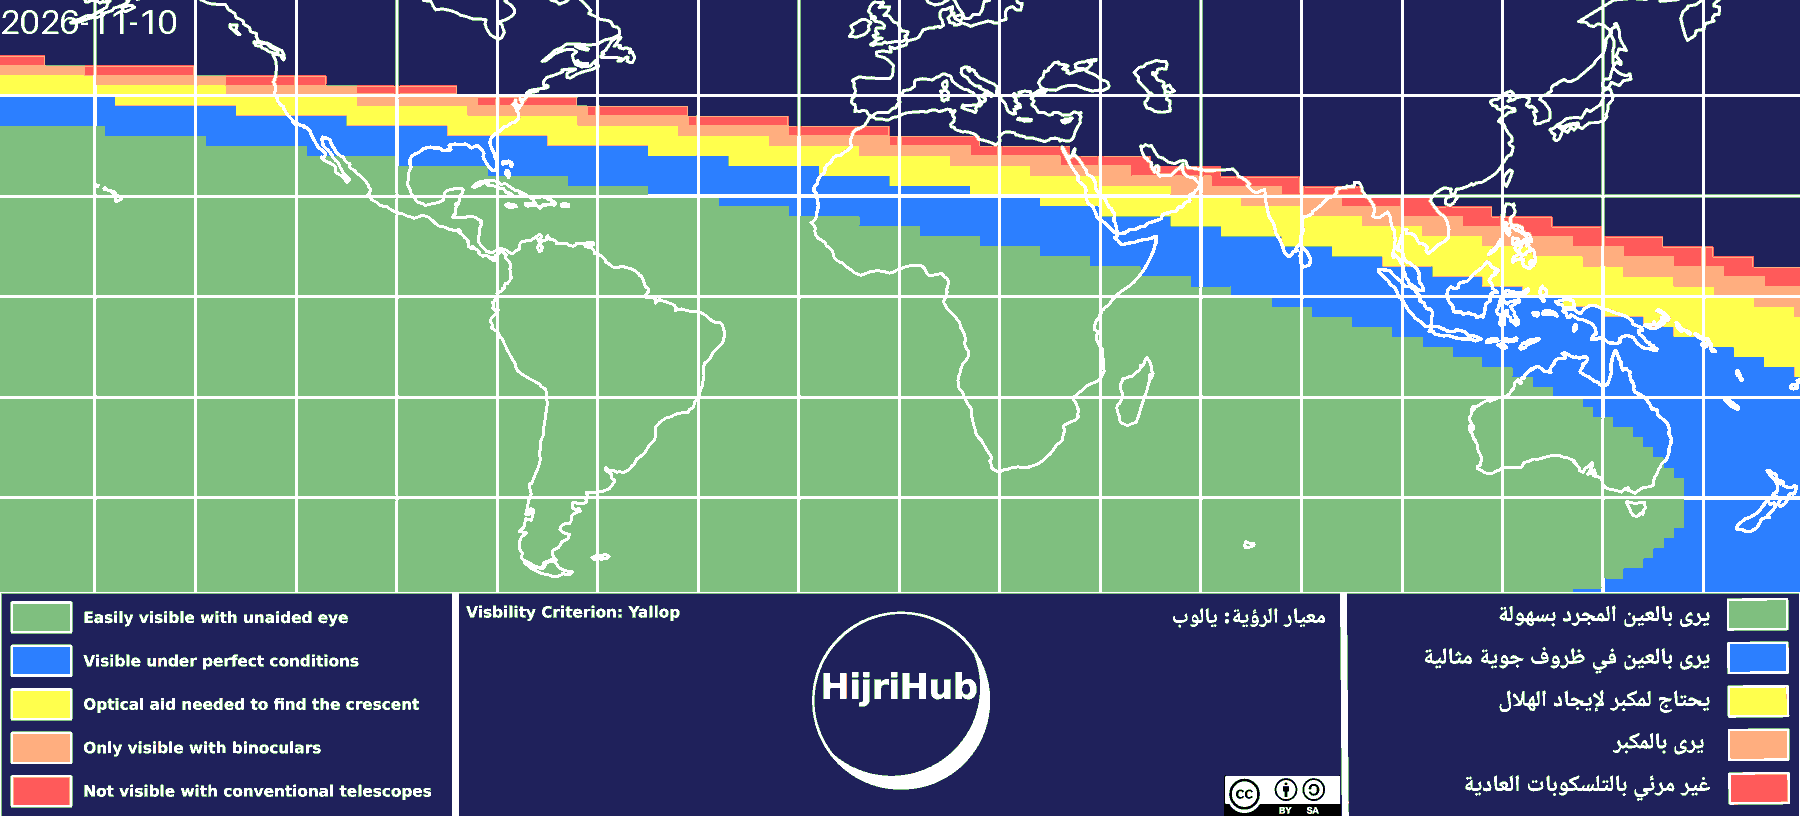 2026-11-10
Easily visible with unaided eye
Visible under perfect conditions
Optical aid needed to find the crescent
Only visible with binoculars
Not visible with conventional telescopes
Visbility Criterion: Yallop
معيار الرؤية: يالوب
HijriHub
cc
BY SA
يرى بالعين المجرد بسهولة
يرى بالعين في ظروف جوية مثالية
يحتاج لمكبر لإيجاد الهلال
يرى بالمكبر
غير مرئي بالتلسكوبات العادية